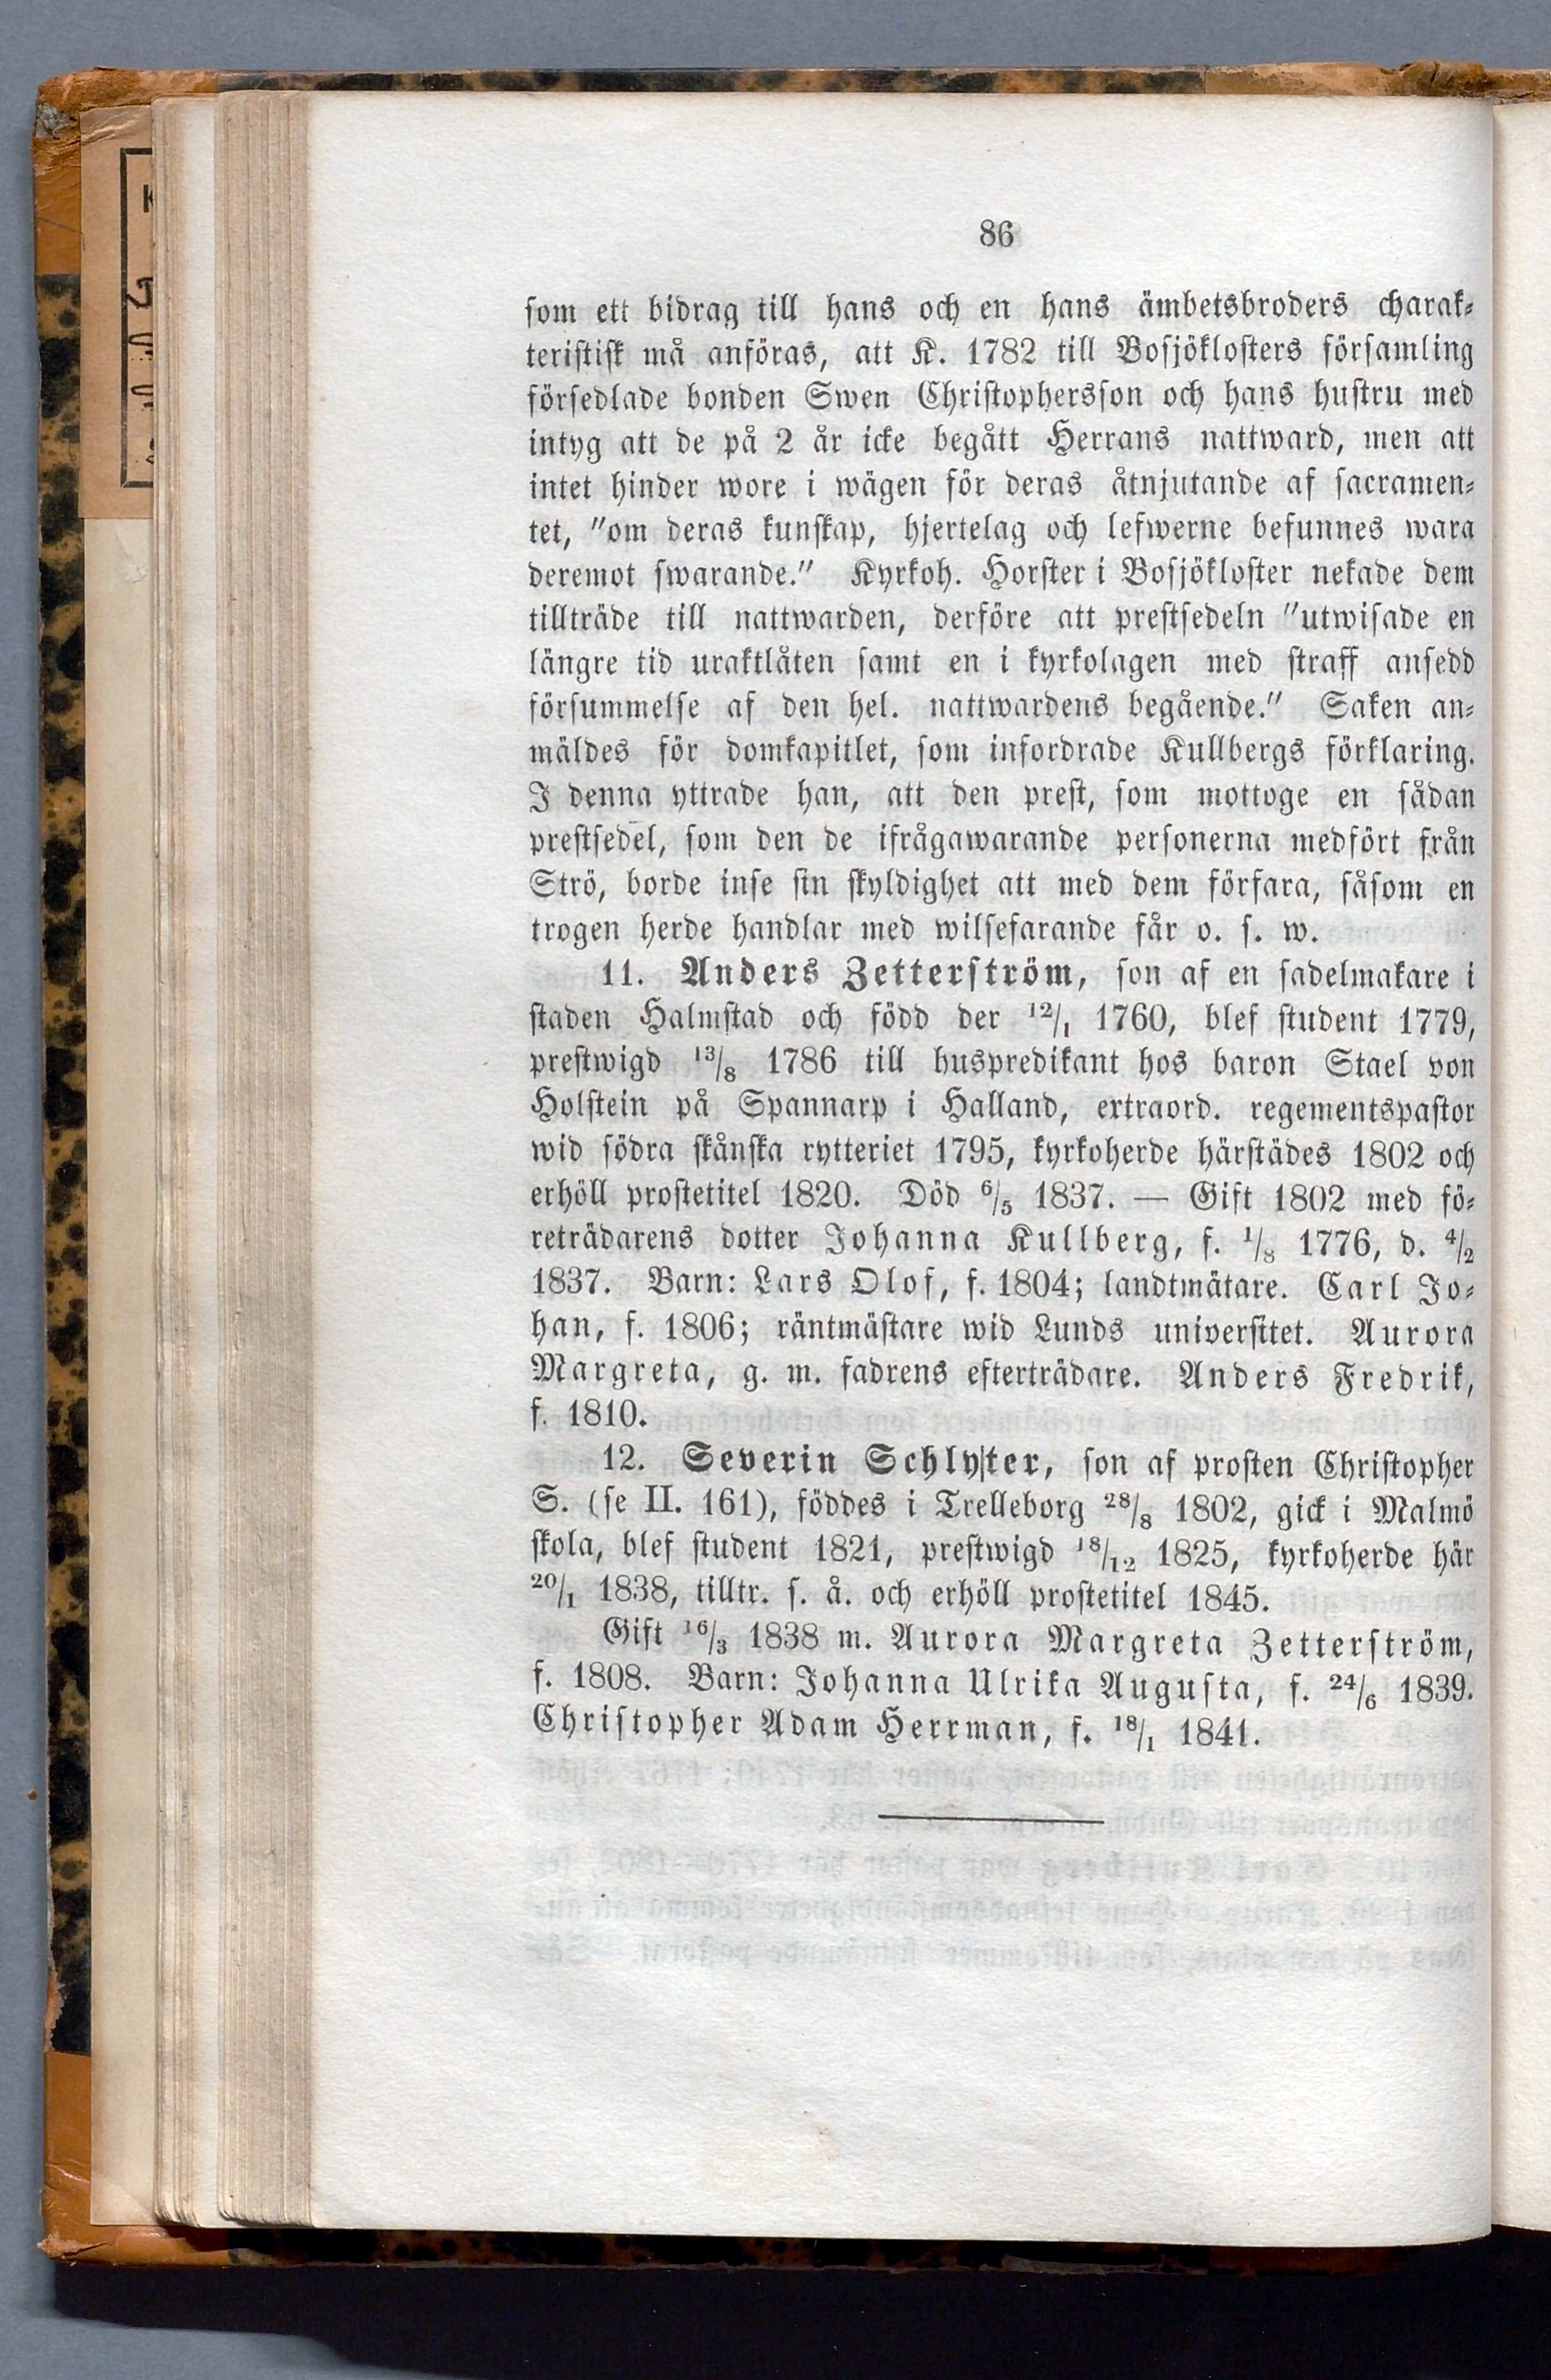 86
som ett bidrag till hans och en hans ämbetsbroders charak-
teristisk må anföras, att K. 1782 till Bosjöklosters församling
försedlade bonden Swen Christophersson och hans hustru med
intyg att de på 2 år icke begått Herrans nattward, men att
intet hinder wore i wägen för deras åtnjutande af sacramen-
tet, "om deras kunskap, hjertelag och lefwerne befunnes wara
deremot swarande." Kyrkoh. Horster i Bosjökloster nekade dem
tillträde till nattwarden, derföre att prestsedeln "utwisade en
längre tid uraktlåten samt en i kyrkolagen med straff ansedd
försummelse af den hel. nattwardens begående." Saken an-
mäldes för domkapitlet, som infordrade Kullbergs förklaring.
I denna yttrade han, att den prest, som mottoge en sådan
prestsedel, som den de ifrågawarande personerna medfört från
Strö, borde inse sin skyldighet att med dem förfara, såsom en
trogen herde handlar med wilsefarande får o. s. w.
11. Anders Zetterström, son af en sadelmakare i
staden Halmstad och född der 12/1 1760, blef student 1779,
prestwigd 13/8 1786 till huspredikant hos baron Stael von
Holstein på Spannarp i Halland, extraord. regementspastor
wid södra skånska rytteriet 1795, kyrkoherde härstädes 1802 och
erhöll prostetitel 1820. Död 6/5 1837. — Gift 1802 med fö-
reträdarens dotter Johanna Kullberg, f. 1/8 1776, d. 4/2
1837. Barn: Lars Olof, f. 1804; landtmätare. Carl Jo-
han, f. 1806; räntmästare wid Lunds universitet. Aurora
Margreta, g. m. fadrens efterträdare. Anders Fredrik,
f. 1810.
12. Severin Schlyter, son af prosten Christopher
S. (se II. 161), föddes i Trelleborg 28/8 1802, gick i Malmö
skola, blef student 1821, prestwigd 18/12 1825, kyrkoherde här
20/1 1838, tilltr. s. å. och erhöll prostetitel 1845.
Gift 16/3 1838 m. Aurora Margreta Zetterström,
f. 1808. Barn: Johanna Ulrika Augusta, f. 24/6 1839.
Christopher Adam Herrman, f. 18/1 1841.